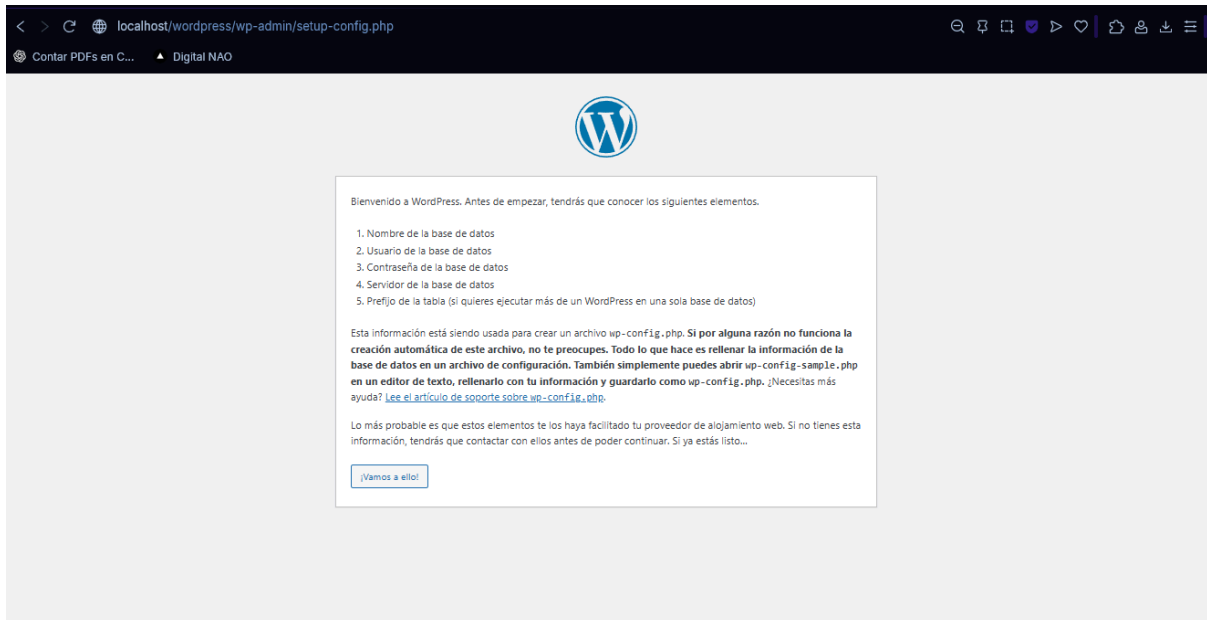 localhost/wordpress/wp-admin/setup-config.php
Contar PDFs en C... Digital NAO
Bienvenido a WordPress. Antes de empezar, tendrás que conocer los siguientes elementos.
1. Nombre de la base de datos
2. Usuario de la base de datos
3. Contraseña de la base de datos
4. Servidor de la base de datos
5. Prefijo de la tabla (si quieres ejecutar más de un WordPress en una sola base de datos)
Esta información está siendo usada para crear un archivo wp-config.php. Si por alguna razón no funciona la
creación automática de este archivo, no te preocupes. Todo lo que hace es rellenar la información de la
base de datos en un archivo de configuración. También simplemente puedes abrir wp-config-sample.php
en un editor de texto, rellenarlo con tu información y guardarlo como wp-config.php. ¿Necesitas más
ayuda? Lee el artículo de soporte sobre wp-config.php.
Lo más probable es que estos elementos te los haya facilitado tu proveedor de alojamiento web. Si no tienes esta
información, tendrás que contactar con ellos antes de poder continuar. Si ya estás listo...
¡Vamos a ello!